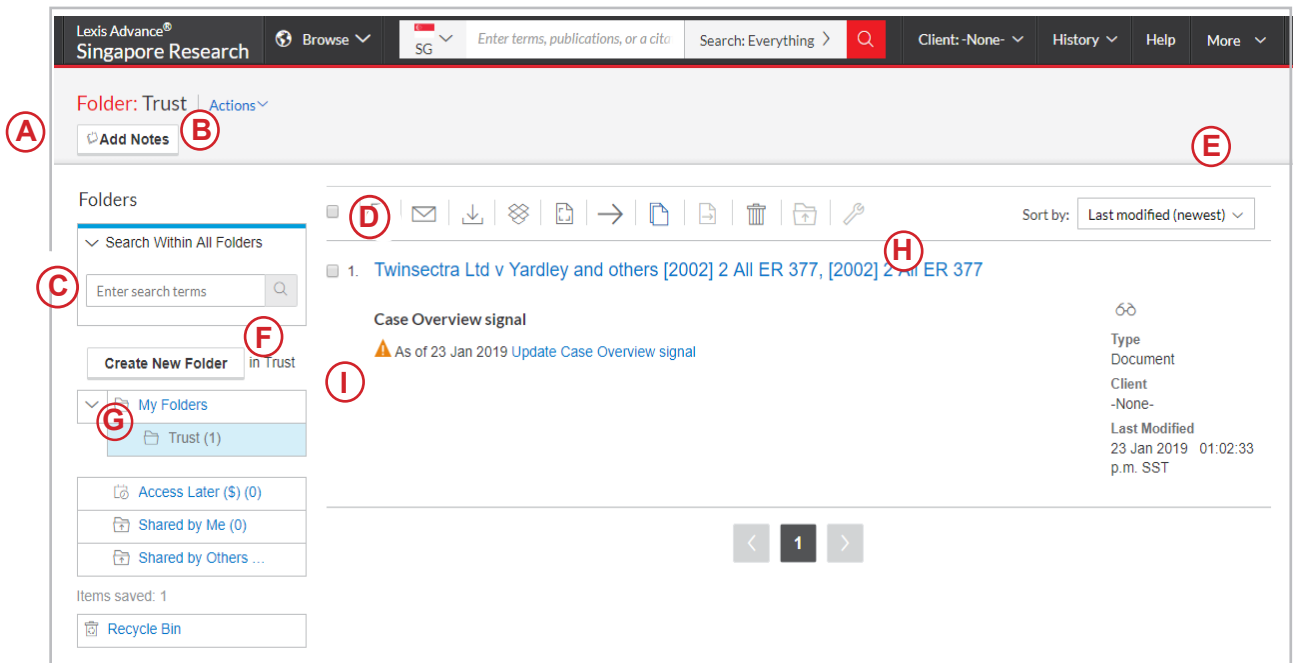 Lexis Advance®
Singapore Research
Browse
SG
Enter terms, publications, or a cita
Search: Everything
Client: -None-
History
Help
More
Folder: Trust
Actions
A
Add Notes
B
E
Folders
D
Sort by:
Last modified (newest)
Search Within All Folders
H
1.
Twinsectra Ltd v Yardley and others [2002] 2 All ER 377, [2002] 2 All ER 377
C
Enter search terms
Case Overview signal
As of 23 Jan 2019 Update Case Overview signal
Type
Document
Client
-None-
Last Modified
23 Jan 2019 01:02:33
p.m. SST
F
Create New Folder
in Trust
I
My Folders
G
Trust (1)
Access Later ($) (0)
Shared by Me (0)
Shared by Others ...
1
Items saved: 1
Recycle Bin